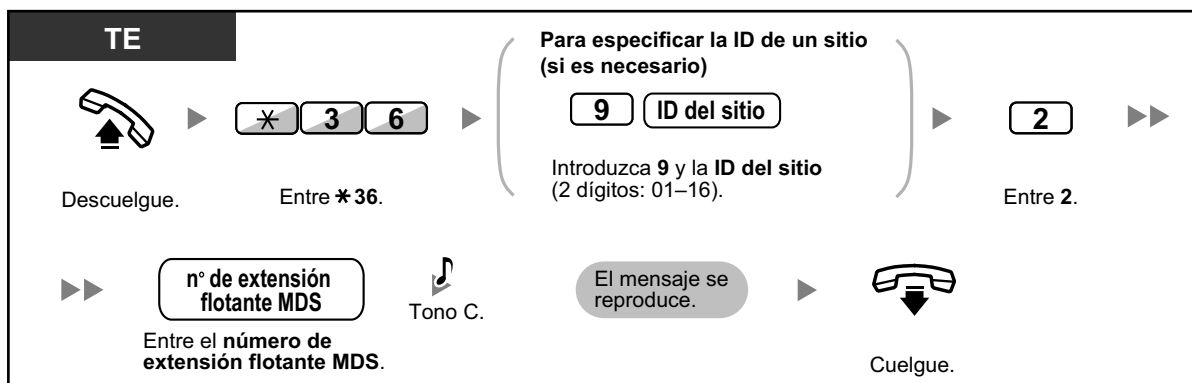 TE
Descuelgue.
* 3 6
Entre *36.
Para especificar la ID de un sitio
(si es necesario)
9 ID del sitio
Introduzca 9 y la ID del sitio
(2 dígitos: 01–16).
2
Entre 2.
n° de extensión
flotante MDS
Entre el número de
extensión flotante MDS.
Tono C.
El mensaje se
reproduce.
Cuelgue.